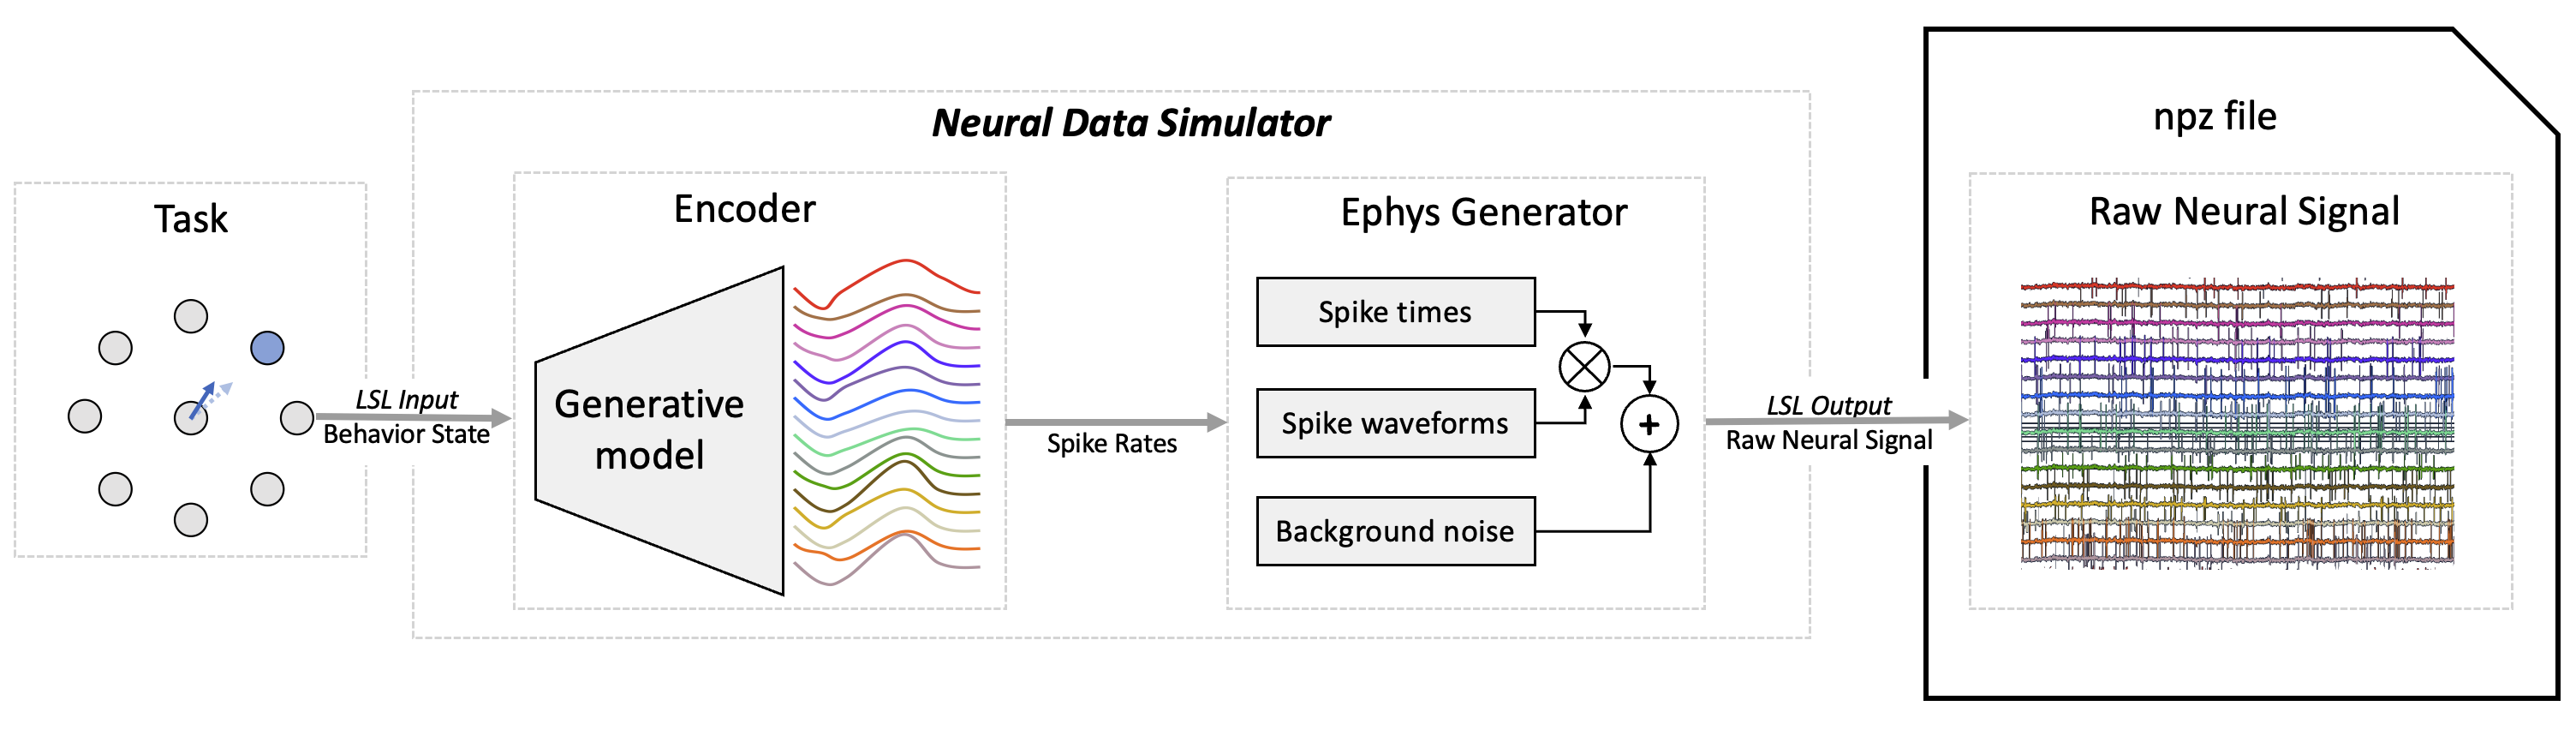 Neural Data Simulator
Task
LSL Input
Behavior State
Encoder
Generative
model
Spike Rates
Ephys Generator
Spike times
Spike waveforms
Background noise
+
LSL Output
Raw Neural Signal
npz file
Raw Neural Signal